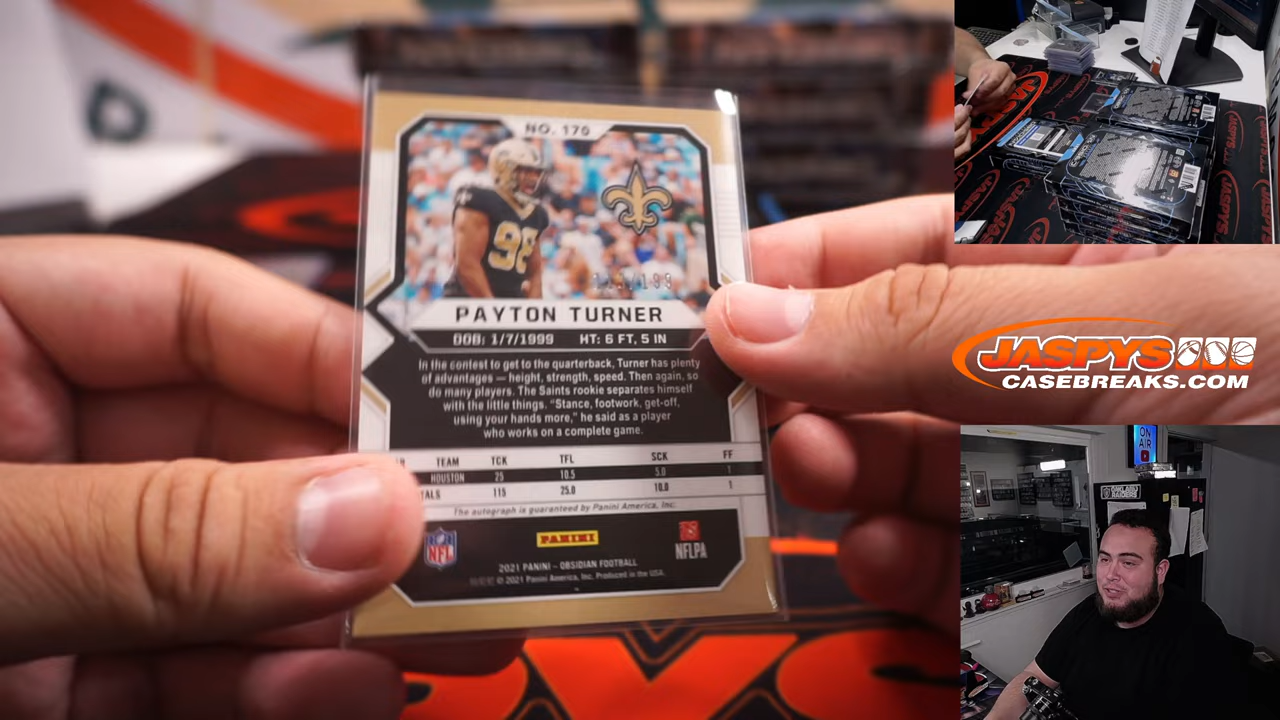 NO. 170
98
PAYTON TURNER
DOB: 1/7/1999 HT: 6 FT, 5 IN
In the contest to get to the quarterback, Turner has plenty
of advantages — height, strength, speed. Then again, so
do many players. The Saints rookie separates himself
with the little things. “Stance, footwork, get-off,
using your hands more,” he said as a player
who works on a complete game.
TEAM TCK TFL SCK FF
HOUSTON 25 10.5 5.0 1
115 25.0 10.0 1
The autograph is guaranteed by Panini America, Inc.
NFL
PANINI
NFLPA
2021 PANINI – OBSIDIAN FOOTBALL
© 2021 Panini America, Inc. Produced in the USA.
JASPYS
CASEBREAKS.COM
ON
AIR
OAKLAND
RAIDERS